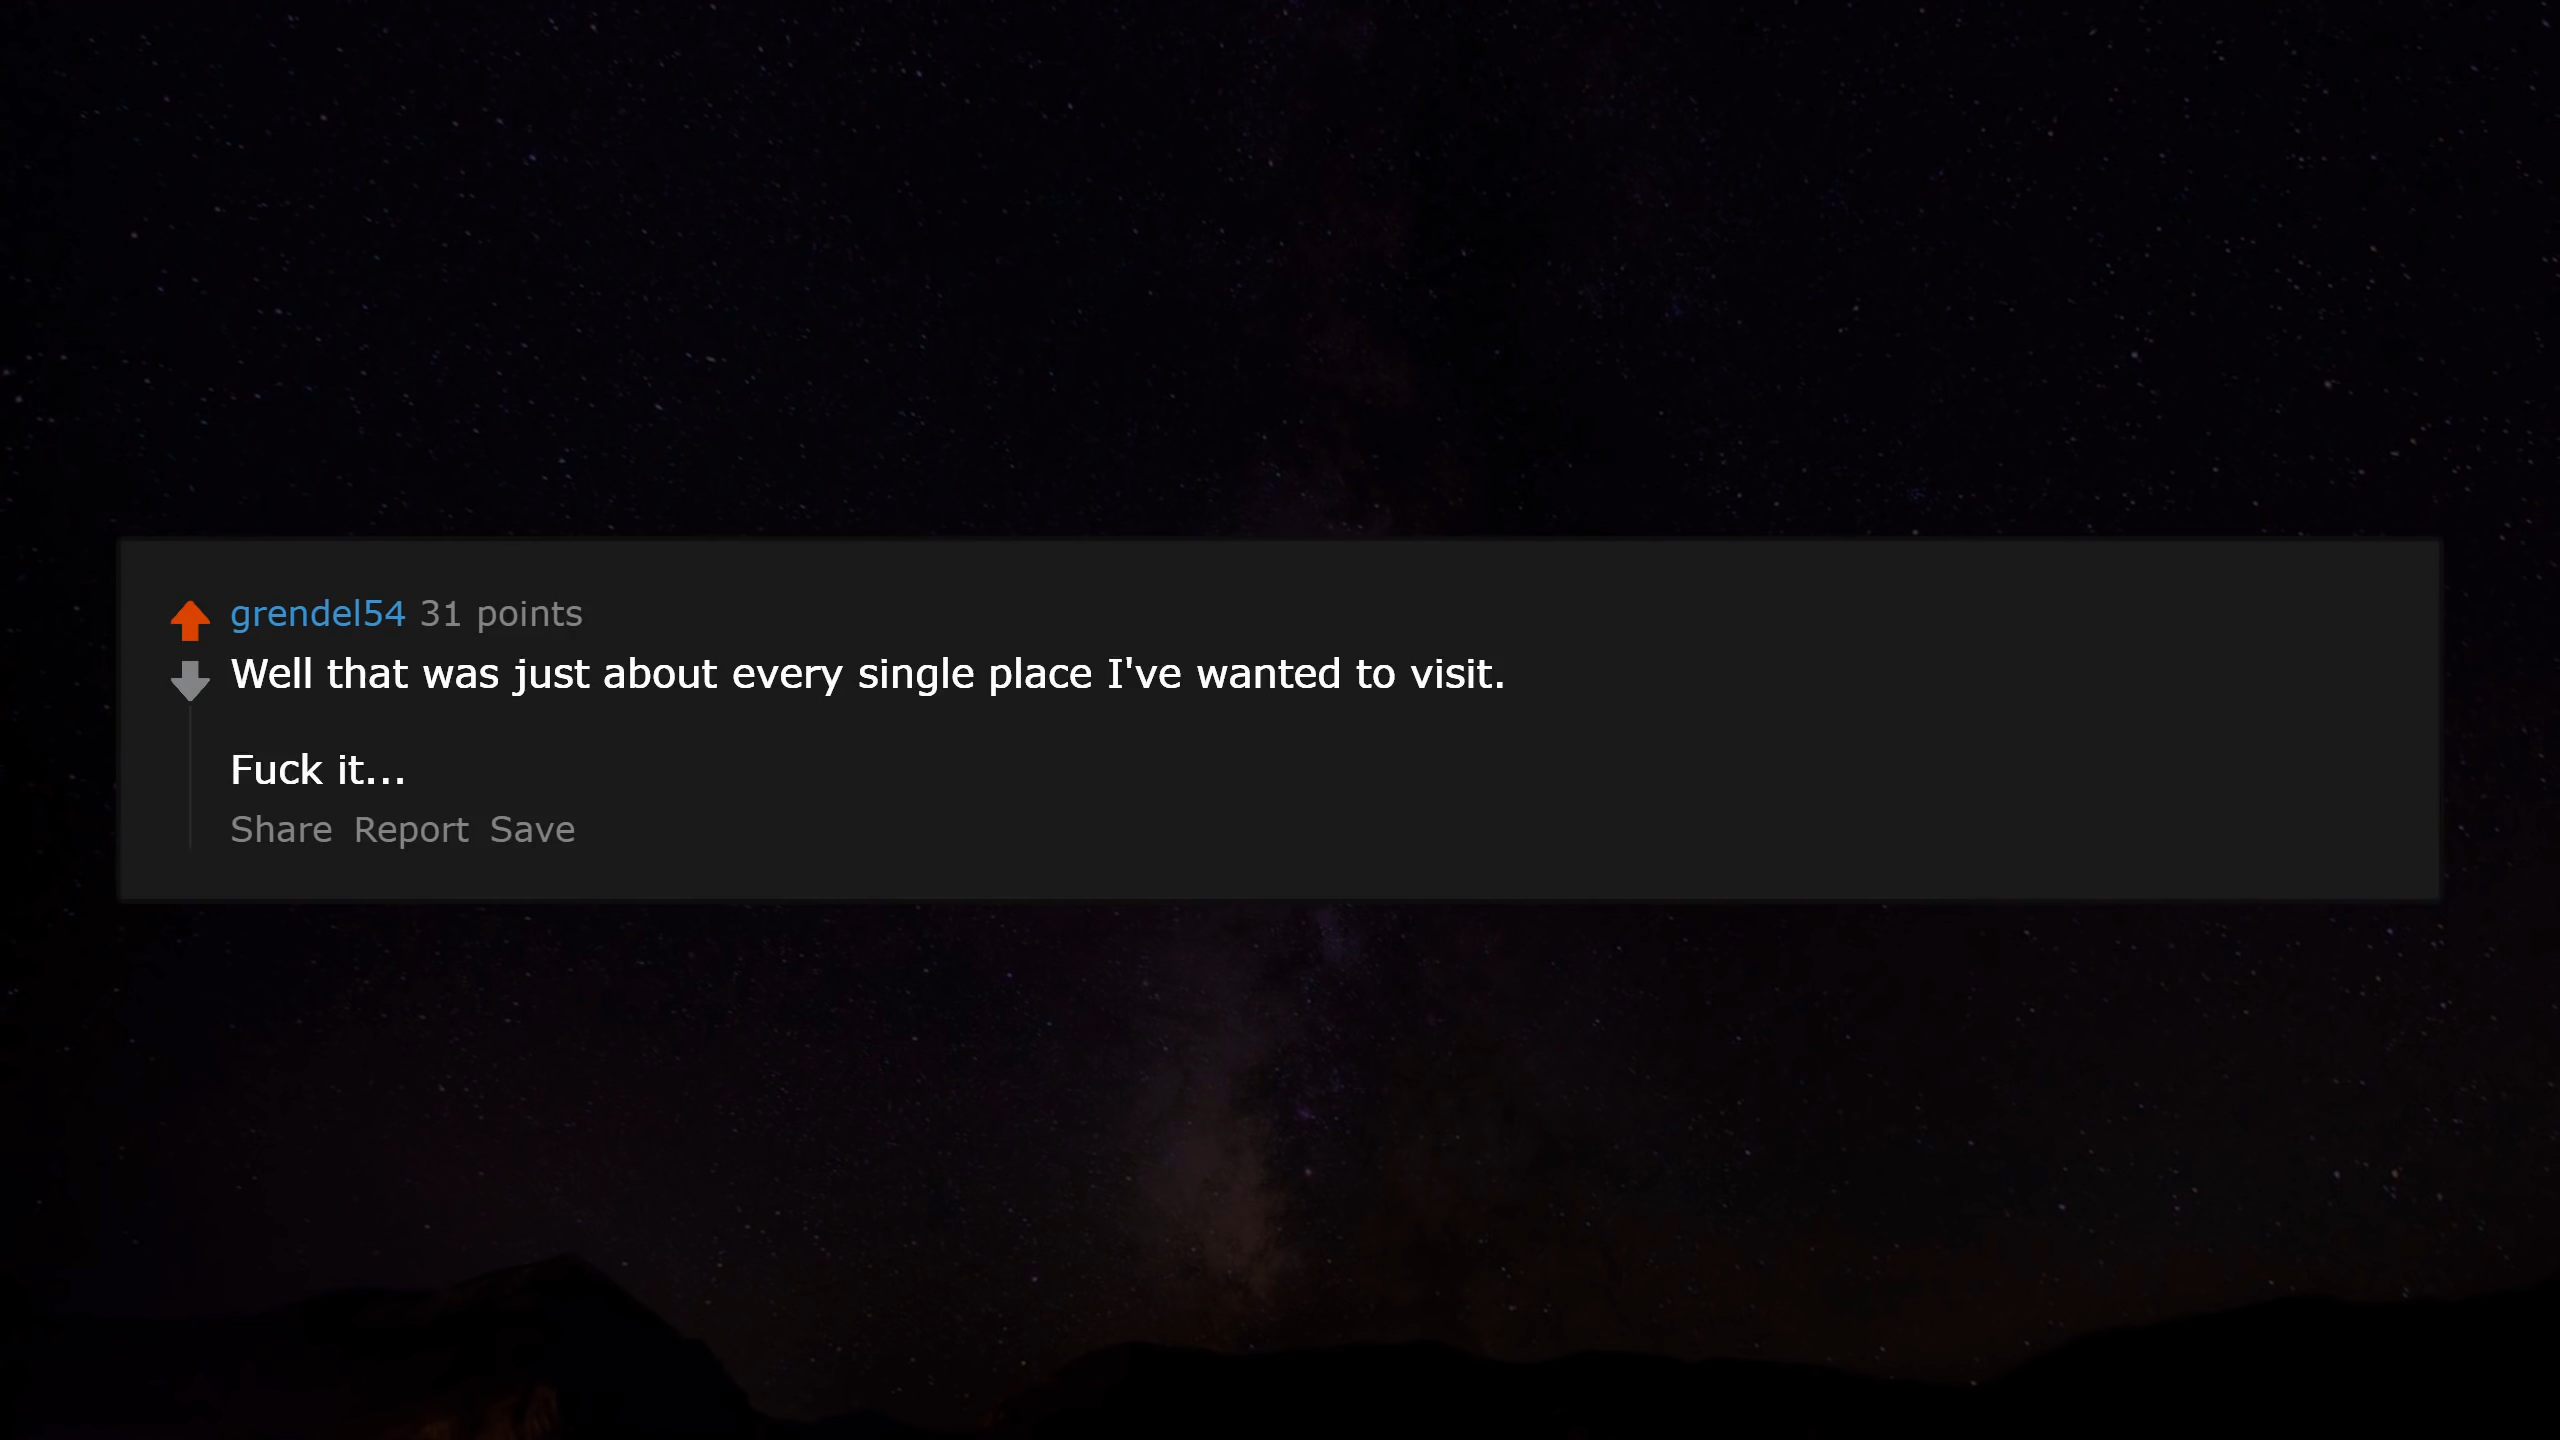 grendel54 31 points
Well that was just about every single place I've wanted to visit.
Fuck it...
Share Report Save